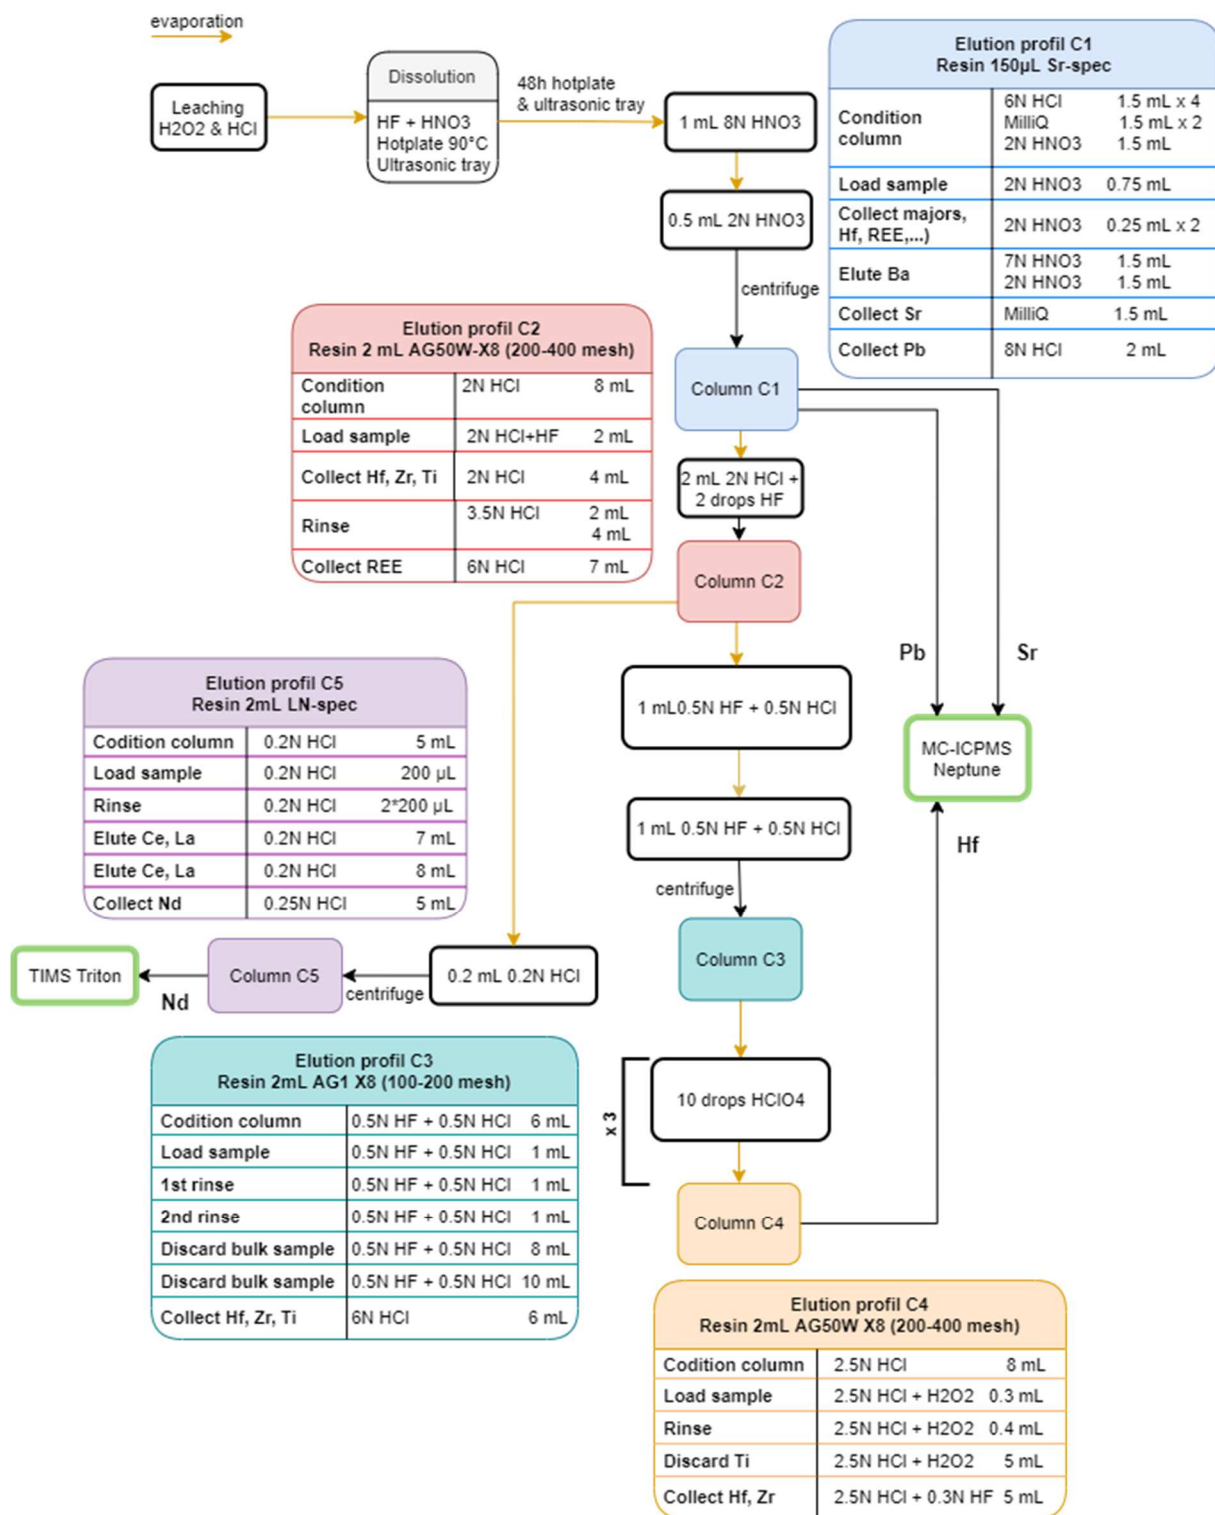 evaporation
Leaching
H2O2 & HCl
Dissolution
HF + HNO3
Hotplate 90°C
Ultrasonic tray
48h hotplate
& ultrasonic tray
1 mL 8N HNO3
0.5 mL 2N HNO3
centrifuge
Elution profil C1
Resin 150µL Sr-spec
Condition column 6N HCl 1.5 mL x 4
MilliQ 1.5 mL x 2
2N HNO3 1.5 mL
Load sample 2N HNO3 0.75 mL
Collect majors, Hf, REE,...) 2N HNO3 0.25 mL x 2
Elute Ba 7N HNO3 1.5 mL
2N HNO3 1.5 mL
Collect Sr MilliQ 1.5 mL
Collect Pb 8N HCl 2 mL
Elution profil C2
Resin 2 mL AG50W-X8 (200-400 mesh)
Condition column 2N HCl 8 mL
Load sample 2N HCl+HF 2 mL
Collect Hf, Zr, Ti 2N HCl 4 mL
Rinse 3.5N HCl 2 mL
4 mL
Collect REE 6N HCl 7 mL
Column C1
2 mL 2N HCl +
2 drops HF
Column C2
Pb
Sr
1 mL0.5N HF + 0.5N HCl
MC-ICPMS
Neptune
Elution profil C5
Resin 2mL LN-spec
Codition column 0.2N HCl 5 mL
Load sample 0.2N HCl 200 µL
Rinse 0.2N HCl 2*200 µL
Elute Ce, La 0.2N HCl 7 mL
Elute Ce, La 0.2N HCl 8 mL
Collect Nd 0.25N HCl 5 mL
1 mL 0.5N HF + 0.5N HCl
Hf
centrifuge
Column C3
TIMS Triton
Nd
Column C5
centrifuge
0.2 mL 0.2N HCl
Elution profil C3
Resin 2mL AG1 X8 (100-200 mesh)
Codition column 0.5N HF + 0.5N HCl 6 mL
Load sample 0.5N HF + 0.5N HCl 1 mL
1st rinse 0.5N HF + 0.5N HCl 1 mL
2nd rinse 0.5N HF + 0.5N HCl 1 mL
Discard bulk sample 0.5N HF + 0.5N HCl 8 mL
Discard bulk sample 0.5N HF + 0.5N HCl 10 mL
Collect Hf, Zr, Ti 6N HCl 6 mL
x 3
10 drops HClO4
Column C4
Elution profil C4
Resin 2mL AG50W X8 (200-400 mesh)
Codition column 2.5N HCl 8 mL
Load sample 2.5N HCl + H2O2 0.3 mL
Rinse 2.5N HCl + H2O2 0.4 mL
Discard Ti 2.5N HCl + H2O2 5 mL
Collect Hf, Zr 2.5N HCl + 0.3N HF 5 mL